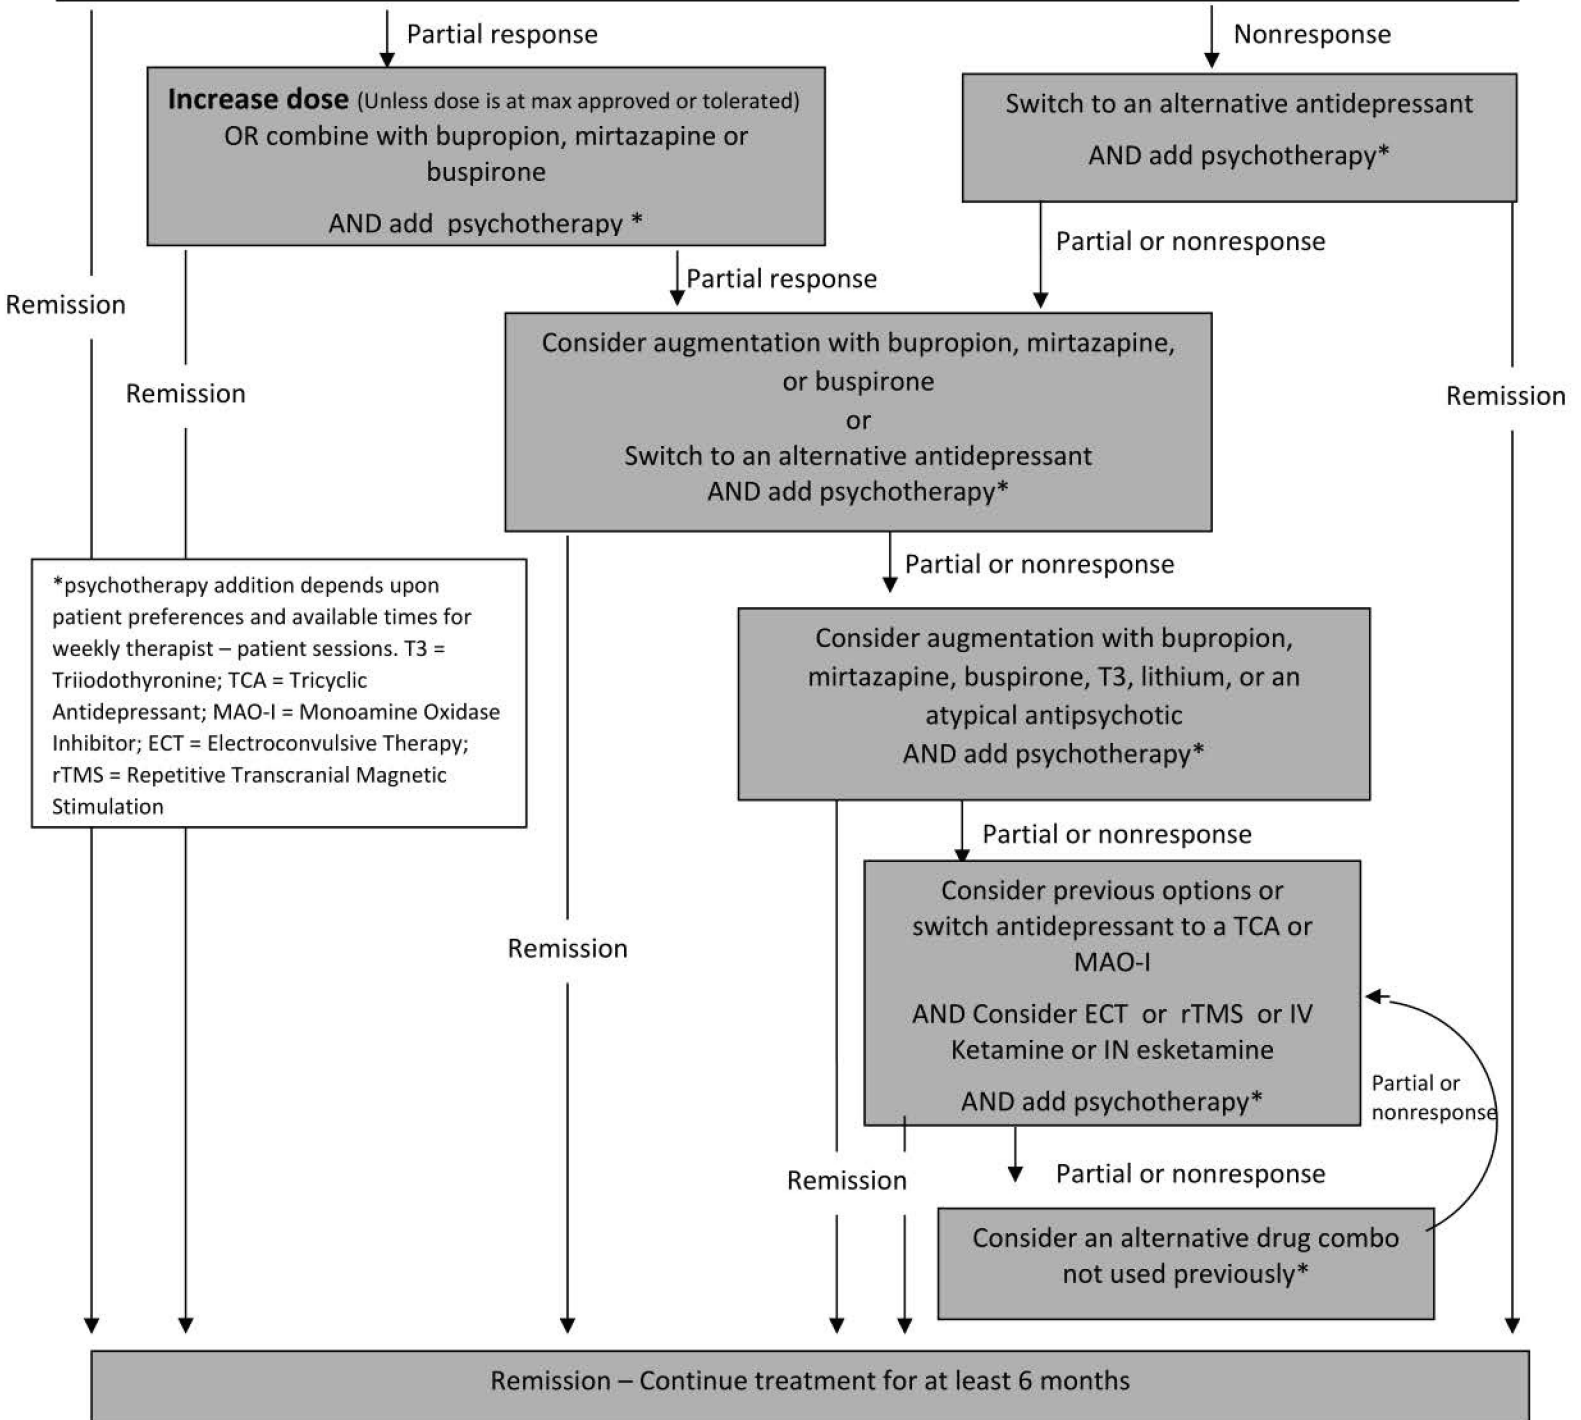 Partial response
Nonresponse
Increase dose (Unless dose is at max approved or tolerated)
OR combine with bupropion, mirtazapine or
buspirone
AND add psychotherapy *
Switch to an alternative antidepressant
AND add psychotherapy*
Partial or nonresponse
Partial response
Remission
Remission
Remission
Consider augmentation with bupropion, mirtazapine,
or buspirone
or
Switch to an alternative antidepressant
AND add psychotherapy*
Partial or nonresponse
*psychotherapy addition depends upon
patient preferences and available times for
weekly therapist – patient sessions. T3 =
Triiodothyronine; TCA = Tricyclic
Antidepressant; MAO-I = Monoamine Oxidase
Inhibitor; ECT = Electroconvulsive Therapy;
rTMS = Repetitive Transcranial Magnetic
Stimulation
Consider augmentation with bupropion,
mirtazapine, buspirone, T3, lithium, or an
atypical antipsychotic
AND add psychotherapy*
Partial or nonresponse
Remission
Consider previous options or
switch antidepressant to a TCA or
MAO-I
AND Consider ECT or rTMS or IV
Ketamine or IN esketamine
AND add psychotherapy*
Partial or
nonresponse
Remission
Partial or nonresponse
Consider an alternative drug combo
not used previously*
Remission – Continue treatment for at least 6 months